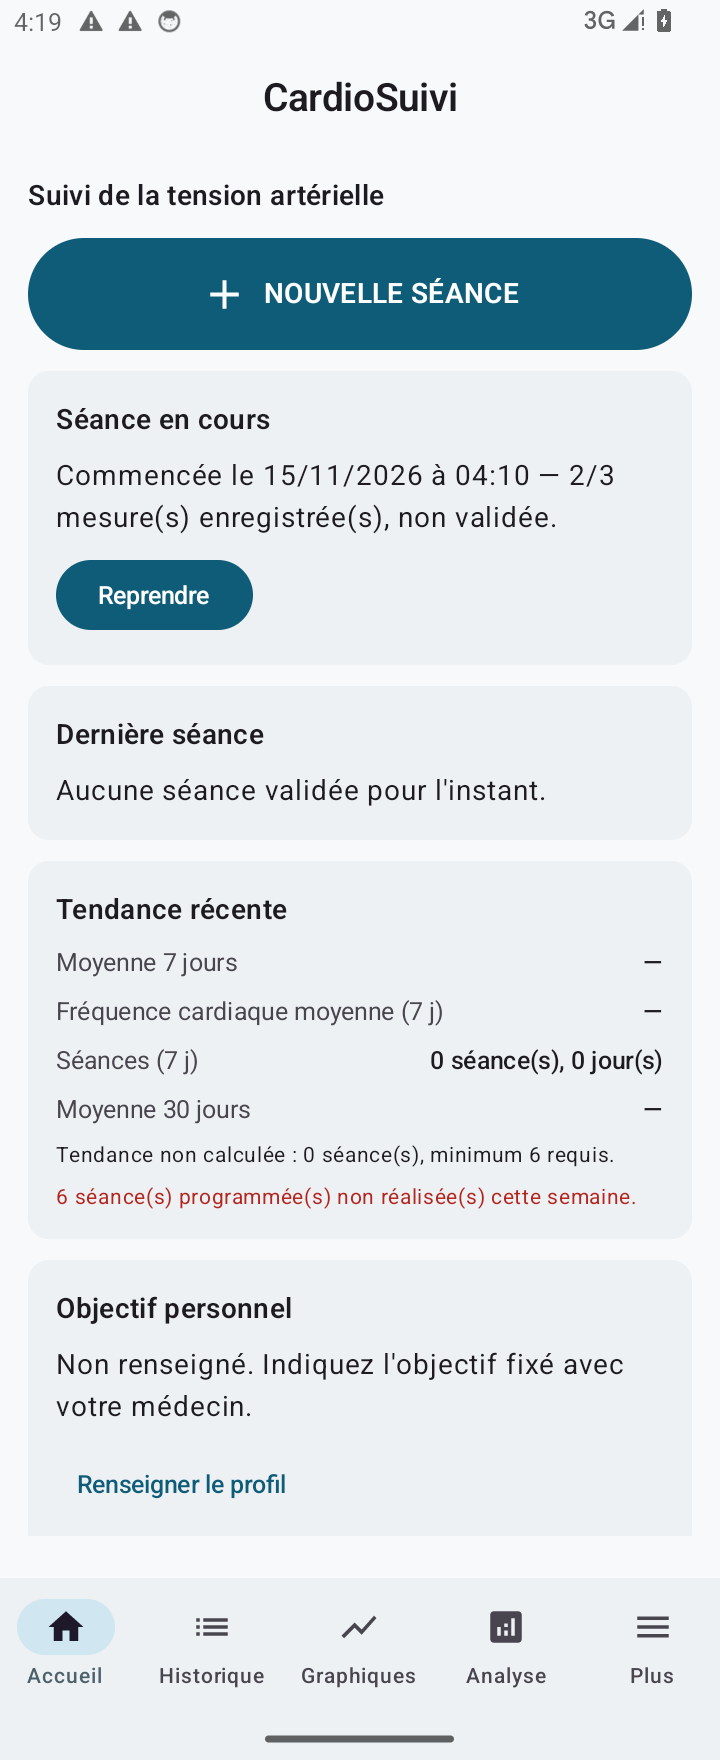 4:19
3G
CardioSuivi
Suivi de la tension artérielle
NOUVELLE SÉANCE
Séance en cours
Commencée le 15/11/2026 à 04:10 — 2/3
mesure(s) enregistrée(s), non validée.
Reprendre
Dernière séance
Aucune séance validée pour l'instant.
Tendance récente
Moyenne 7 jours —
Fréquence cardiaque moyenne (7 j) —
Séances (7 j) 0 séance(s), 0 jour(s)
Moyenne 30 jours —
Tendance non calculée : 0 séance(s), minimum 6 requis.
6 séance(s) programmée(s) non réalisée(s) cette semaine.
Objectif personnel
Non renseigné. Indiquez l'objectif fixé avec
votre médecin.
Renseigner le profil
Accueil
Historique
Graphiques
Analyse
Plus